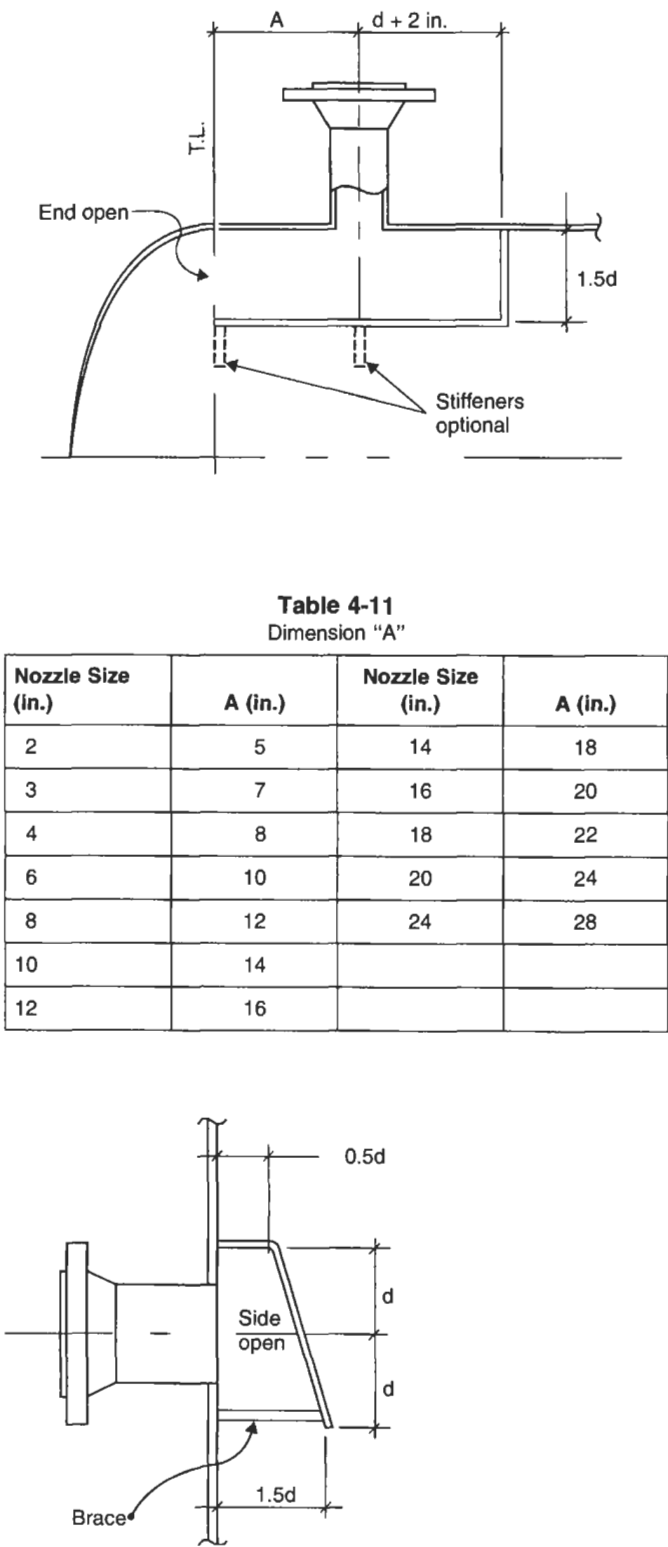 A
d + 2 in.
T.L.
End open
1.5d
Stiffeners
optional
Table 4-11
Dimension “A”
Nozzle Size
(in.)
A (in.)
Nozzle Size
(in.)
A (in.)
2 5 14 18
3 7 16 20
4 8 18 22
6 10 20 24
8 12 24 28
10 14
12 16
0.5d
d
Side
open
d
1.5d
Brace